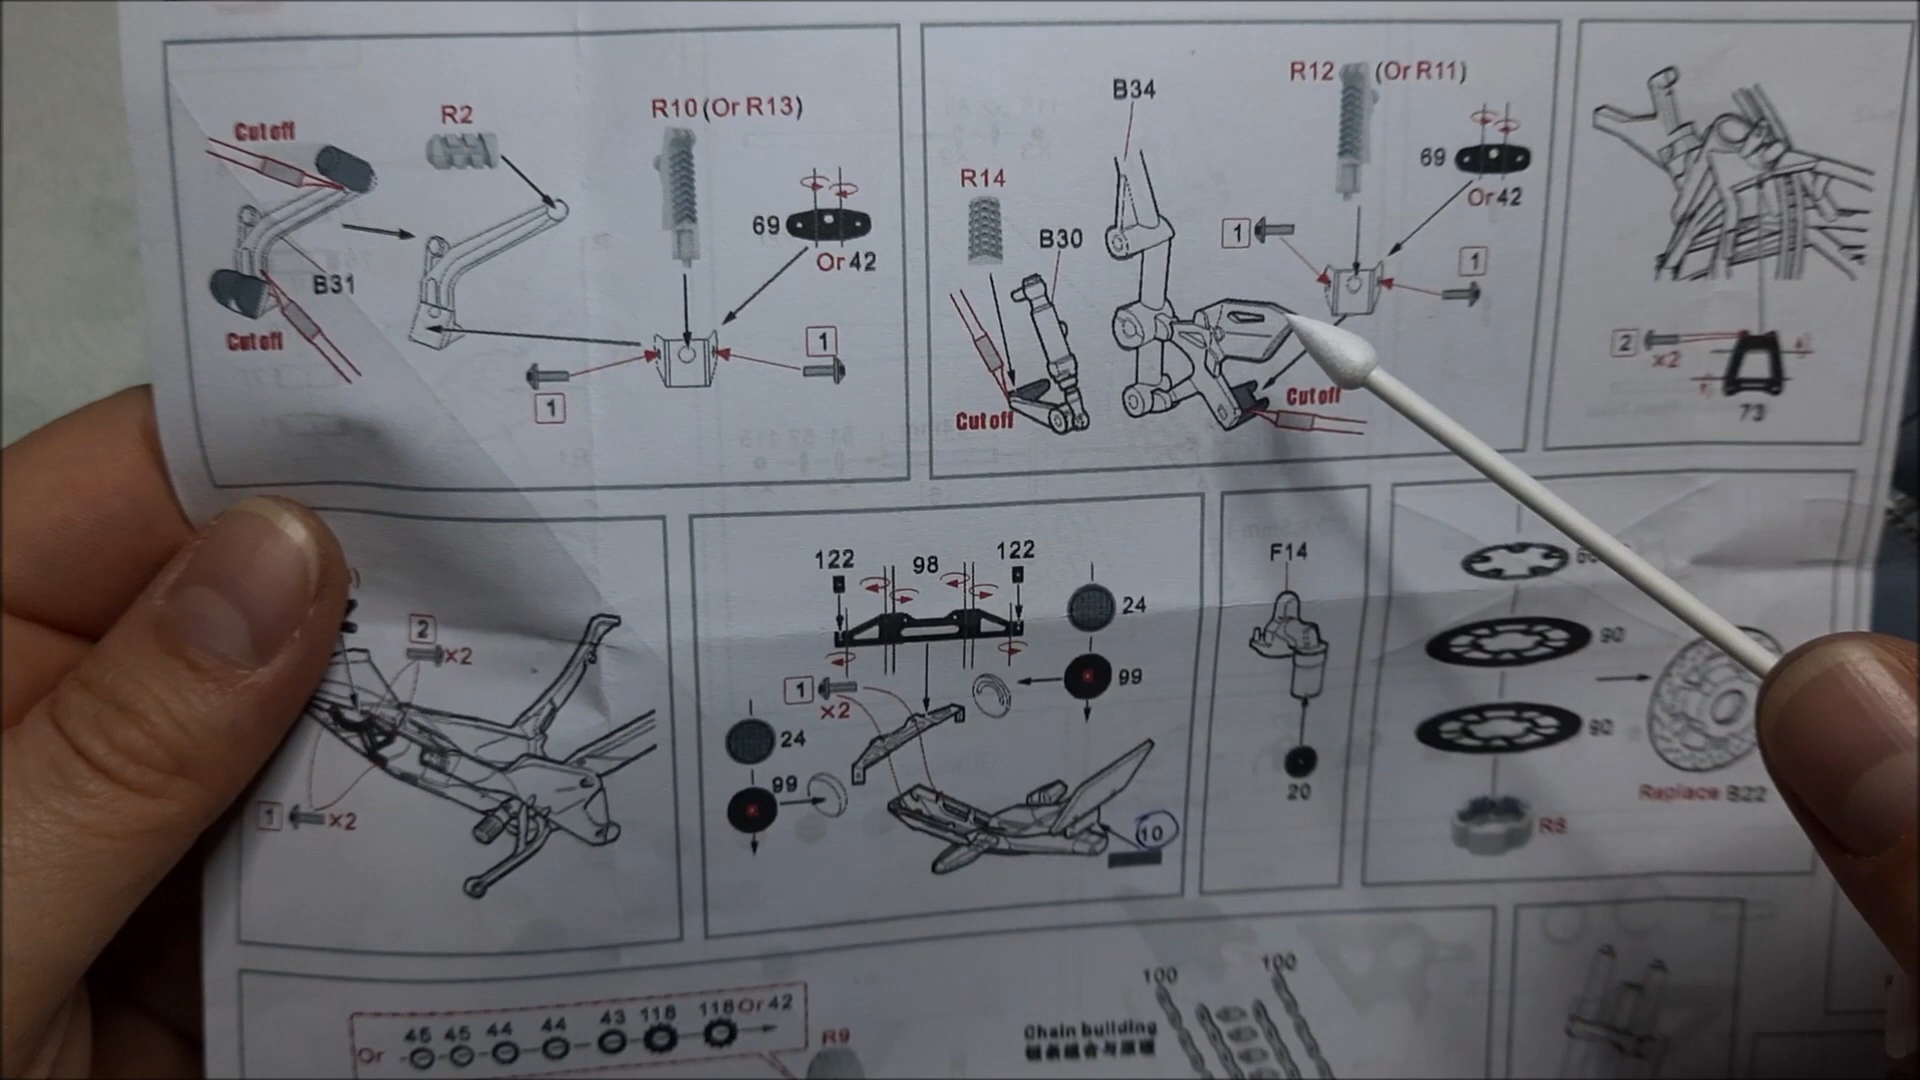 Cut off
R2
R10 (Or R13)
69
Or 42
B31
Cut off
1
1
B34
R12 (Or R11)
R14
B30
69
Or 42
1
1
Cut off
Cut off
2
x2
73
2
x2
1
x2
122
98
122
24
99
1
x2
24
99
10
F14
20
90
90
R8
Replace B22
Or
45
45
44
44
43
118
118 Or 42
R9
Chain building
100
100